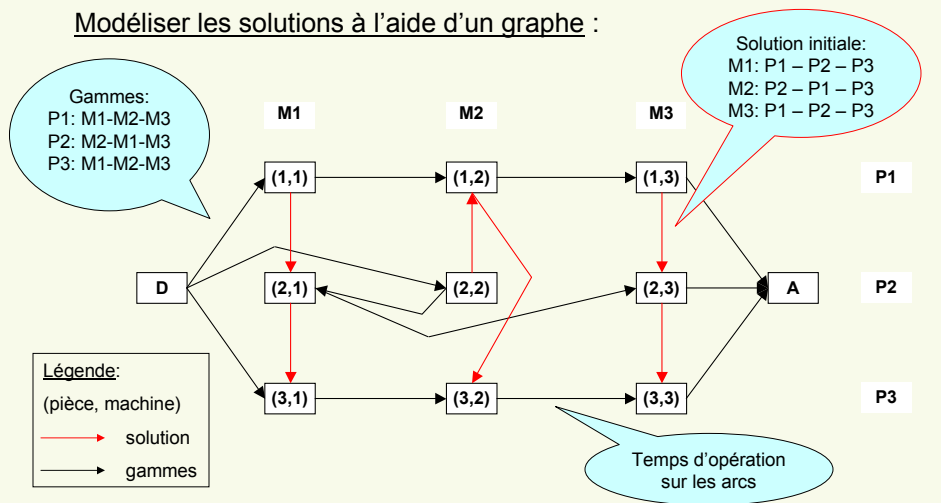 Modéliser les solutions à l'aide d'un graphe :
Gammes:
P1: M1-M2-M3
P2: M2-M1-M3
P3: M1-M2-M3
Solution initiale:
M1: P1 – P2 – P3
M2: P2 – P1 – P3
M3: P1 – P2 – P3
M1 M2 M3
(1,1) (1,2) (1,3) P1
D (2,1) (2,2) (2,3) A P2
(3,1) (3,2) (3,3) P3
Légende:
(pièce, machine)
solution
gammes
Temps d'opération
sur les arcs